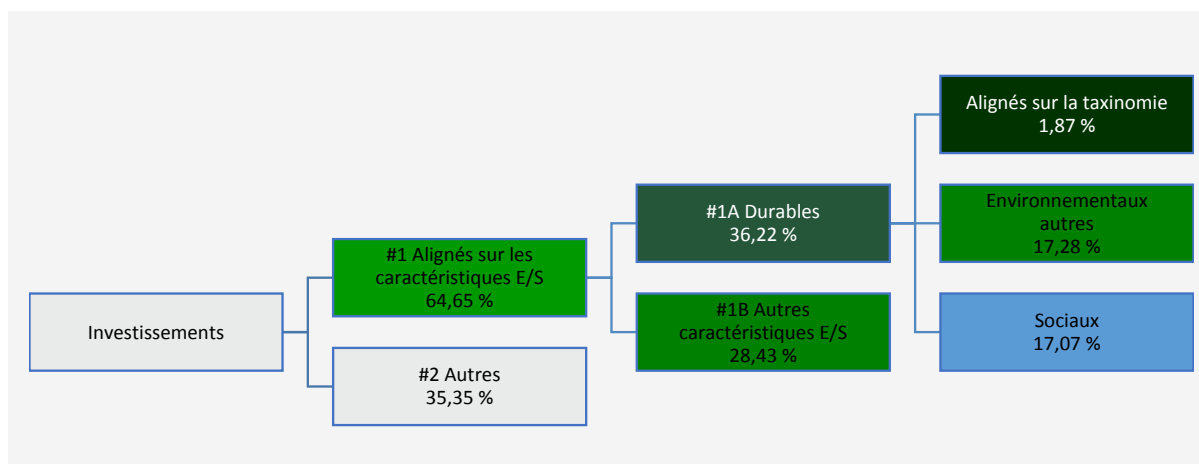 Investissements
#1 Alignés sur les
caractéristiques E/S
64,65 %
#2 Autres
35,35 %
#1A Durables
36,22 %
#1B Autres
caractéristiques E/S
28,43 %
Alignés sur la taxinomie
1,87 %
Environnementaux
autres
17,28 %
Sociaux
17,07 %